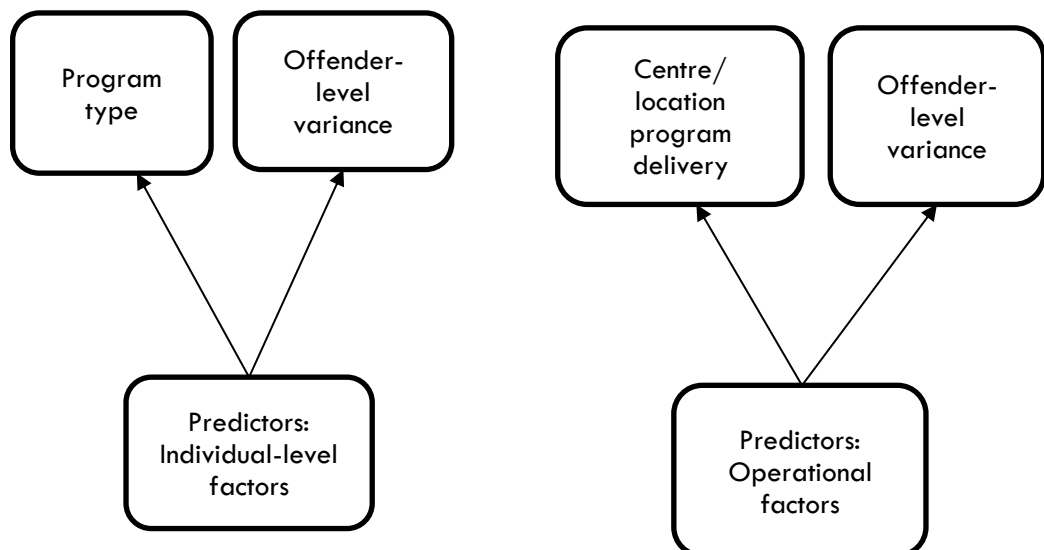 Program
type
Offender-
level
variance
Centre/
location
program
delivery
Offender-
level
variance
Predictors:
Individual-level
factors
Predictors:
Operational
factors